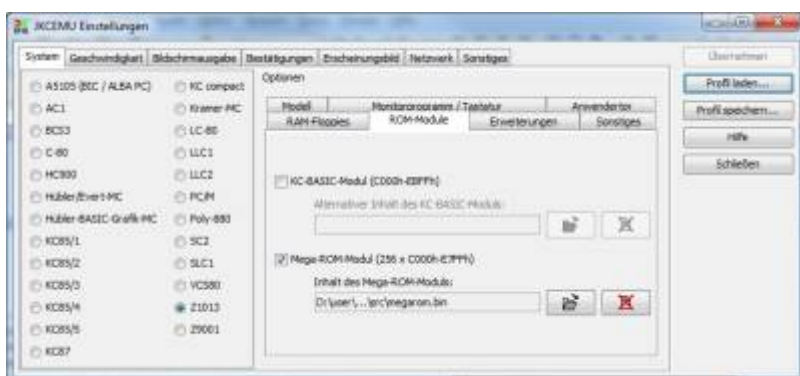 JKCEMU Einstellungen
System Geschwindigkeit Bildschirmausgabe Bestätigungen Erscheinungsbild Netzwerk Sonstiges
Übernehmen
Profil laden...
Profil speichern...
Hilfe
Schließen
A5105 (BIC / ALBA PC)
AC1
BCS3
C-80
HC900
Hübler/Evert-MC
Hübler-BASIC-Grafik-MC
KC85/1
KC85/2
KC85/3
KC85/4
KC85/5
KC87
KC compact
Kramer-MC
LC-80
LLC1
LLC2
PC/M
Poly-880
SC2
SLC1
VCS80
Z1013
Z9001
Optionen
Modell Monitorprogramm / Tastatur Anwendertor
RAM-Floppies ROM-Module Erweiterungen Sonstiges
KC-BASIC-Modul (C000h-EBFFh)
Alternativer Inhalt des KC-BASIC-Moduls:
Mega-ROM-Modul (256 x C000h-E7FFh)
Inhalt des Mega-ROM-Moduls:
D:\user\...\src\megarom.bin